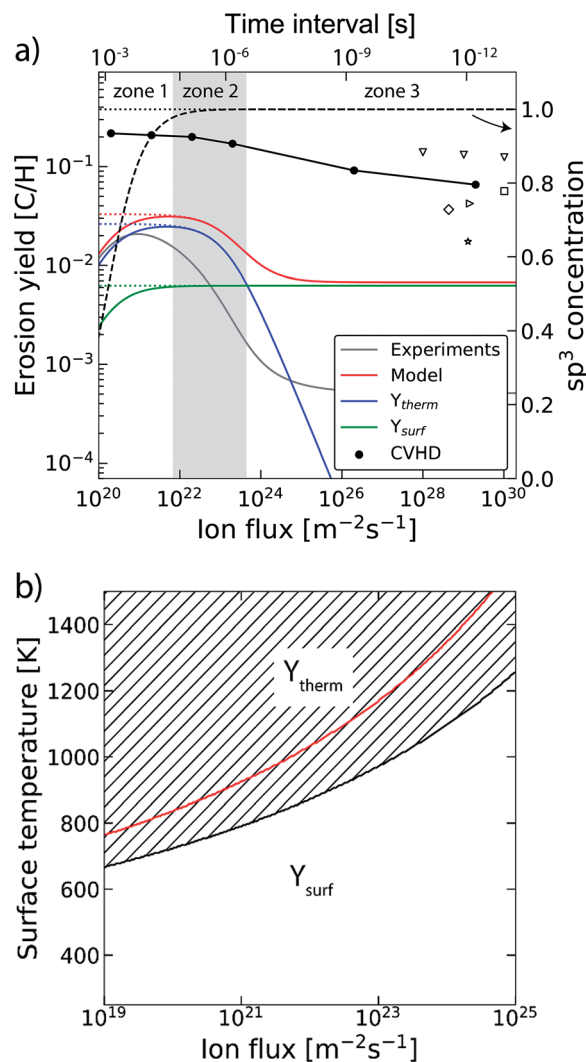 Time interval [s]
a)
10⁻³ 10⁻⁶ 10⁻⁹ 10⁻¹²
zone 1 zone 2 zone 3
Erosion yield [C/H]
10⁻¹
10⁻²
10⁻³
10⁻⁴
sp³ concentration
1.0
0.8
0.6
0.4
0.2
0.0
Experiments
Model
Y_therm
Y_surf
CVHD
10²⁰ 10²² 10²⁴ 10²⁶ 10²⁸ 10³⁰
Ion flux [m⁻²s⁻¹]
b)
Surface temperature [K]
1400
1200
1000
800
600
400
Y_therm
Y_surf
10¹⁹ 10²¹ 10²³ 10²⁵
Ion flux [m⁻²s⁻¹]